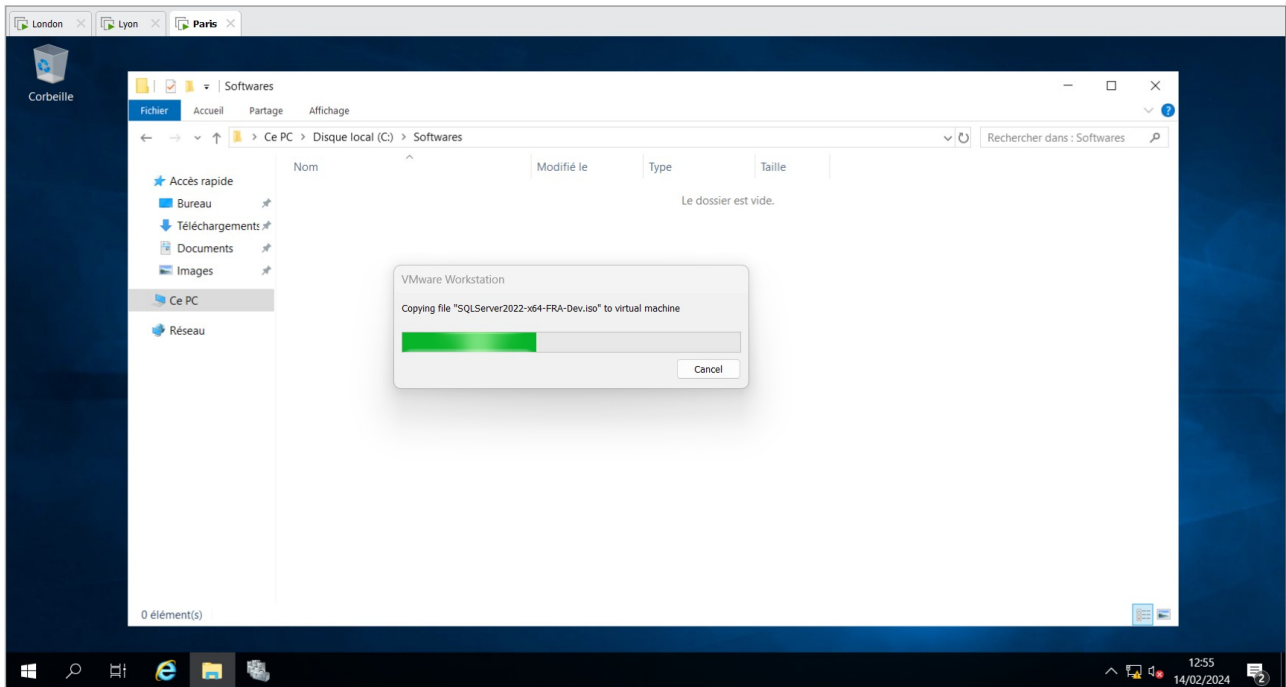 London
Lyon
Paris
Corbeille
Softwares
Fichier Accueil Partage Affichage
Ce PC > Disque local (C:) > Softwares
Rechercher dans : Softwares
Nom Modifié le Type Taille
Le dossier est vide.
Accès rapide
Bureau
Téléchargements
Documents
Images
Ce PC
Réseau
VMware Workstation
Copying file "SQLServer2022-x64-FRA-Dev.iso" to virtual machine
Cancel
0 élément(s)
12:55
14/02/2024
2